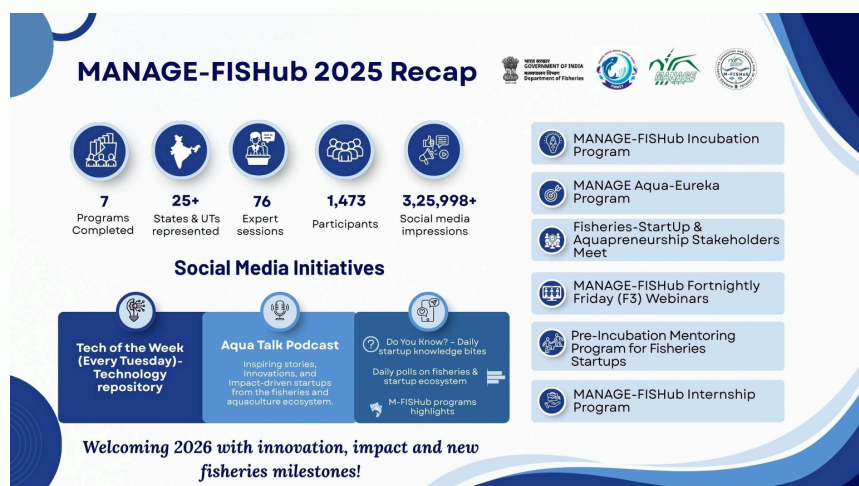 MANAGE-FISHub 2025 Recap
भारत सरकार
GOVERNMENT OF INDIA
मत्स्यपालन विभाग
Department of Fisheries
MANAGE
M-FISHub
7
Programs
Completed
25+
States & UTs
represented
76
Expert
sessions
1,473
Participants
3,25,998+
Social media
impressions
Social Media Initiatives
Tech of the Week
(Every Tuesday)-
Technology
repository
Aqua Talk Podcast
Inspiring stories,
Innovations, and
Impact-driven startups
from the fisheries and
aquaculture ecosystem.
Do You Know? – Daily
startup knowledge bites
Daily polls on fisheries &
startup ecosystem
M-FISHub programs
highlights
MANAGE-FISHub Incubation
Program
MANAGE Aqua-Eureka
Program
Fisheries-StartUp &
Aquapreneurship Stakeholders
Meet
MANAGE-FISHub Fortnightly
Friday (F3) Webinars
Pre-Incubation Mentoring
Program for Fisheries
Startups
MANAGE-FISHub Internship
Program
Welcoming 2026 with innovation, impact and new
fisheries milestones!